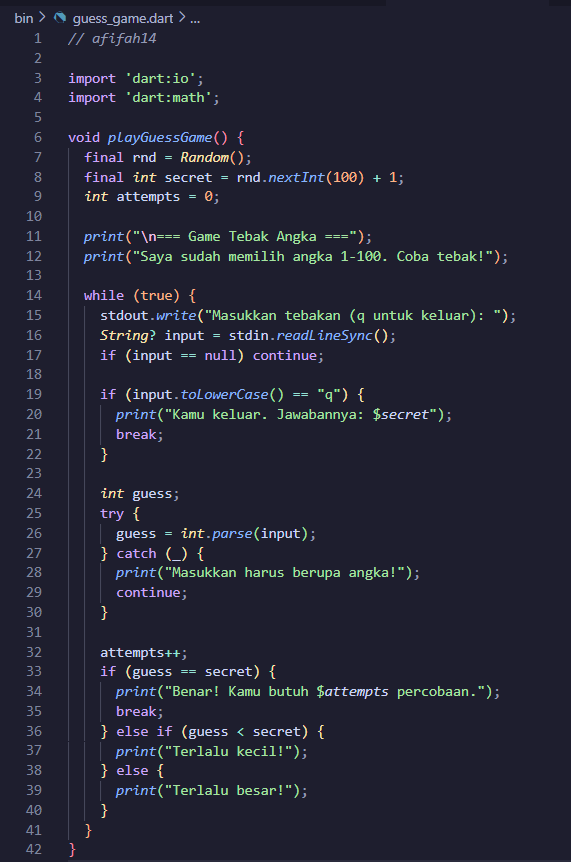 bin > guess_game.dart > ...
1 // afifah14
2
3 import 'dart:io';
4 import 'dart:math';
5
6 void playGuessGame() {
7 final rnd = Random();
8 final int secret = rnd.nextInt(100) + 1;
9 int attempts = 0;
10
11 print("\n=== Game Tebak Angka ===");
12 print("Saya sudah memilih angka 1-100. Coba tebak!");
13
14 while (true) {
15 stdout.write("Masukkan tebakan (q untuk keluar): ");
16 String? input = stdin.readLineSync();
17 if (input == null) continue;
18
19 if (input.toLowerCase() == "q") {
20 print("Kamu keluar. Jawabannya: $secret");
21 break;
22 }
23
24 int guess;
25 try {
26 guess = int.parse(input);
27 } catch (_) {
28 print("Masukkan harus berupa angka!");
29 continue;
30 }
31
32 attempts++;
33 if (guess == secret) {
34 print("Benar! Kamu butuh $attempts percobaan.");
35 break;
36 } else if (guess < secret) {
37 print("Terlalu kecil!");
38 } else {
39 print("Terlalu besar!");
40 }
41 }
42 }